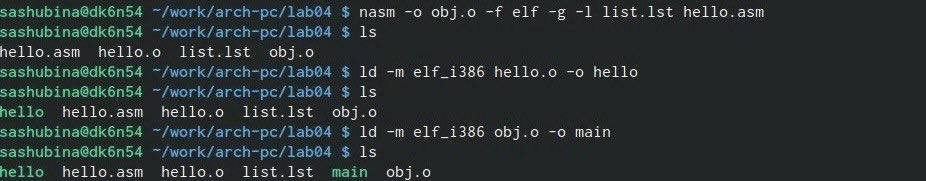 sashubina@dk6n54 ~/work/arch-pc/lab04 $ nasm -o obj.o -f elf -g -l list.lst hello.asm
sashubina@dk6n54 ~/work/arch-pc/lab04 $ ls
hello.asm  hello.o  list.lst  obj.o
sashubina@dk6n54 ~/work/arch-pc/lab04 $ ld -m elf_i386 hello.o -o hello
sashubina@dk6n54 ~/work/arch-pc/lab04 $ ls
hello  hello.asm  hello.o  list.lst  obj.o
sashubina@dk6n54 ~/work/arch-pc/lab04 $ ld -m elf_i386 obj.o -o main
sashubina@dk6n54 ~/work/arch-pc/lab04 $ ls
hello  hello.asm  hello.o  list.lst  main  obj.o